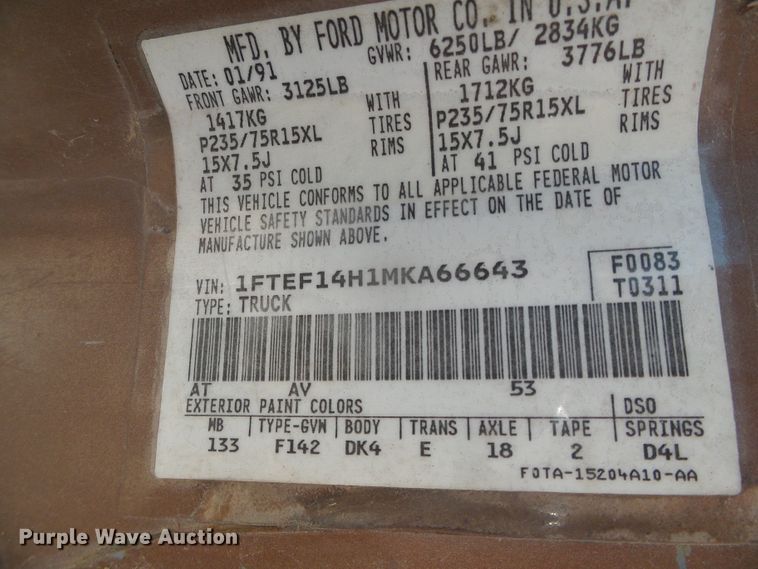 MFD. BY FORD MOTOR CO. IN U.S.A.
DATE: 01/91 GVWR: 6250LB/ 2834KG
FRONT GAWR: 3125LB REAR GAWR: 3776LB
1417KG WITH 1712KG WITH
P235/75R15XL TIRES P235/75R15XL TIRES
15X7.5J RIMS 15X7.5J RIMS
AT 35 PSI COLD AT 41 PSI COLD
THIS VEHICLE CONFORMS TO ALL APPLICABLE FEDERAL MOTOR
VEHICLE SAFETY STANDARDS IN EFFECT ON THE DATE OF
MANUFACTURE SHOWN ABOVE.
VIN: 1FTEF14H1MKA66643 F0083
TYPE: TRUCK T0311
AT AV 53
EXTERIOR PAINT COLORS DSO
WB TYPE-GVW BODY TRANS AXLE TAPE SPRINGS
133 F142 DK4 E 18 2 D4L
F0TA-15204A10-AA
Purple Wave Auction